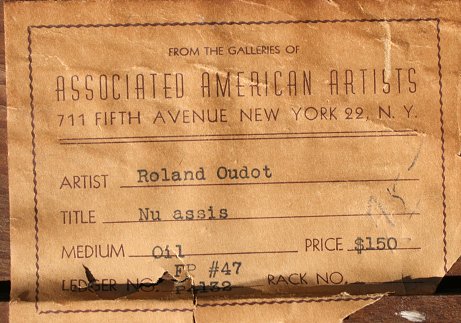 FROM THE GALLERIES OF
ASSOCIATED AMERICAN ARTISTS
711 FIFTH AVENUE NEW YORK 22, N. Y.
ARTIST Roland Oudot
TITLE Nu assis
MEDIUM Oil PRICE $150
FP #47
LEDGER NO. RACK NO.